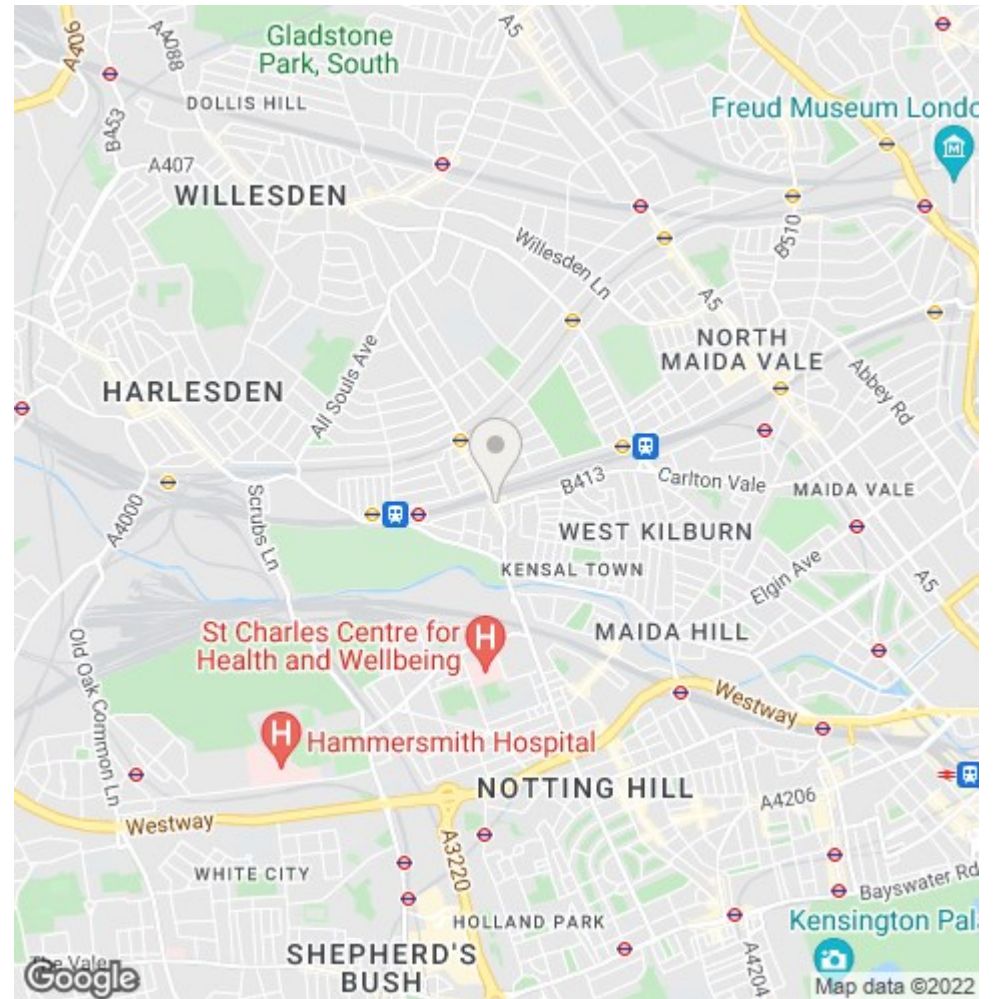 A406
A4088
Gladstone
Park, South
A5
DOLLIS HILL
B453
Freud Museum Londo
A407
WILLESDEN
Willesden Ln
B510
A5
NORTH
MAIDA VALE
All Souls Ave
Abbey Rd
HARLESDEN
B413
Carlton Vale
MAIDA VALE
A4000
Scrubs Ln
WEST KILBURN
KENSAL TOWN
Elgin Ave
A5
St Charles Centre for
Health and Wellbeing
H
MAIDA HILL
Old Oak Common Ln
Westway
H
Hammersmith Hospital
NOTTING HILL
A4206
Westway
A3220
WHITE CITY
Bayswater Rd
HOLLAND PARK
Kensington Pal
SHEPHERD'S
BUSH
A4204
The Vale
Google
Map data ©2022